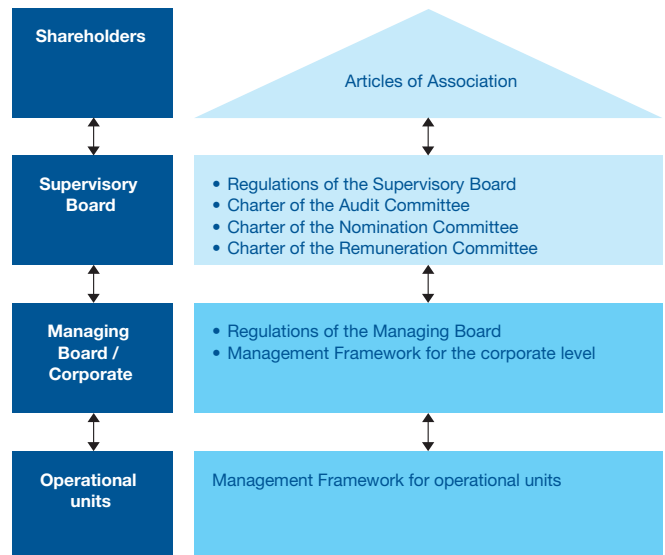 Shareholders
Articles of Association
Supervisory
Board
• Regulations of the Supervisory Board
• Charter of the Audit Committee
• Charter of the Nomination Committee
• Charter of the Remuneration Committee
Managing
Board /
Corporate
• Regulations of the Managing Board
• Management Framework for the corporate level
Operational
units
Management Framework for operational units